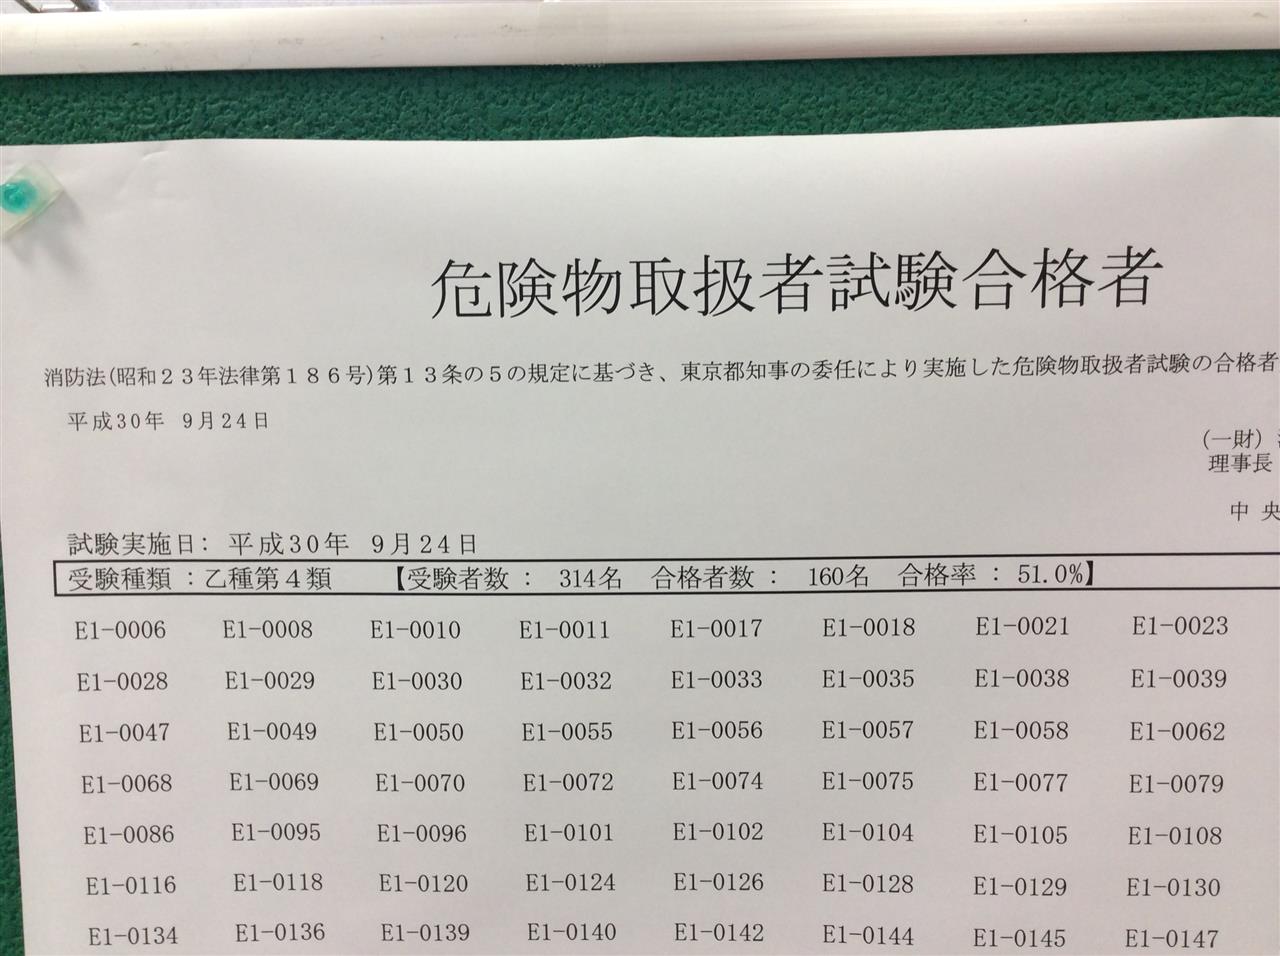 危険物取扱者試験合格者
消防法(昭和２３年法律第１８６号)第１３条の５の規定に基づき、東京都知事の委任により実施した危険物取扱者試験の合格者
平成30年 9月24日
(一財)
理事長
中 央
試験実施日: 平成30年 9月24日
受験種類 :乙種第４類 【受験者数 : 314名 合格者数 : 160名 合格率 : 51.0%】
E1-0006 E1-0008 E1-0010 E1-0011 E1-0017 E1-0018 E1-0021 E1-0023
E1-0028 E1-0029 E1-0030 E1-0032 E1-0033 E1-0035 E1-0038 E1-0039
E1-0047 E1-0049 E1-0050 E1-0055 E1-0056 E1-0057 E1-0058 E1-0062
E1-0068 E1-0069 E1-0070 E1-0072 E1-0074 E1-0075 E1-0077 E1-0079
E1-0086 E1-0095 E1-0096 E1-0101 E1-0102 E1-0104 E1-0105 E1-0108
E1-0116 E1-0118 E1-0120 E1-0124 E1-0126 E1-0128 E1-0129 E1-0130
E1-0134 E1-0136 E1-0139 E1-0140 E1-0142 E1-0144 E1-0145 E1-0147